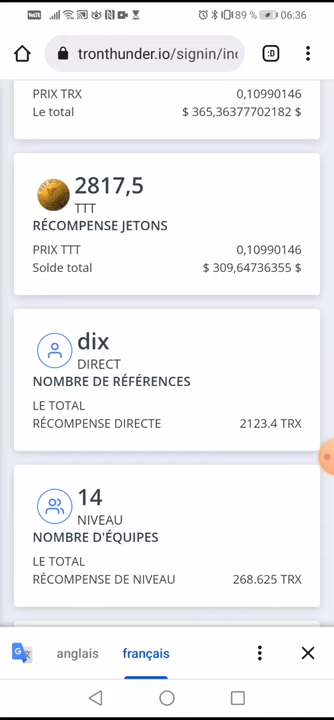 89 % 06:36
tronthunder.io/signin/inc
:D
PRIX TRX 0,10990146
Le total $ 365,36377702182 $
2817,5
TTT
RÉCOMPENSE JETONS
PRIX TTT 0,10990146
Solde total $ 309,64736355 $
dix
DIRECT
NOMBRE DE RÉFÉRENCES
LE TOTAL
RÉCOMPENSE DIRECTE 2123.4 TRX
14
NIVEAU
NOMBRE D'ÉQUIPES
LE TOTAL
RÉCOMPENSE DE NIVEAU 268.625 TRX
anglais français